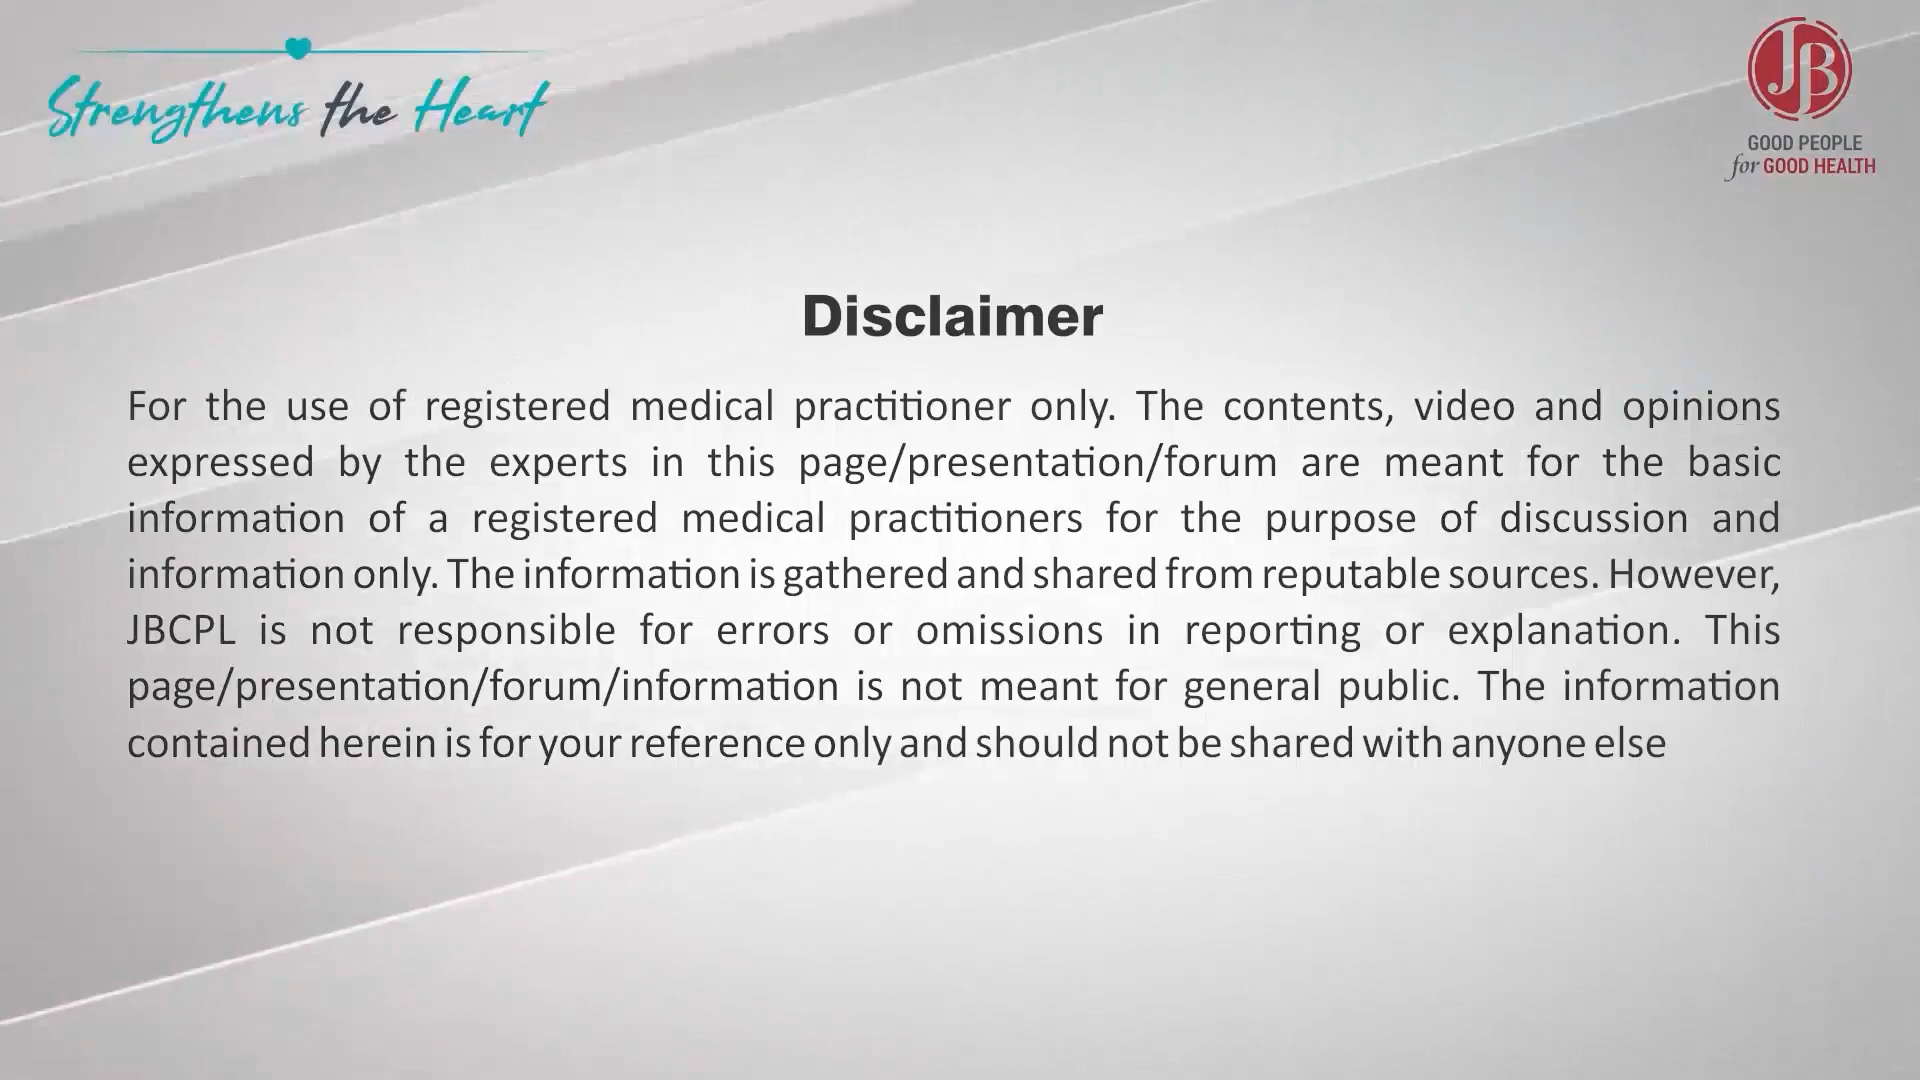 Strengthens the Heart
JB
GOOD PEOPLE
for GOOD HEALTH
Disclaimer
For the use of registered medical practitioner only. The contents, video and opinions
expressed by the experts in this page/presentation/forum are meant for the basic
information of a registered medical practitioners for the purpose of discussion and
information only. The information is gathered and shared from reputable sources. However,
JBCPL is not responsible for errors or omissions in reporting or explanation. This
page/presentation/forum/information is not meant for general public. The information
contained herein is for your reference only and should not be shared with anyone else